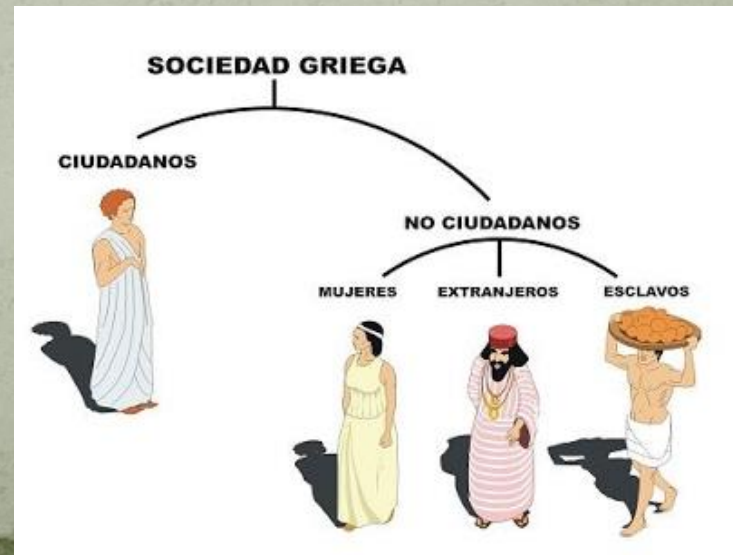 SOCIEDAD GRIEGA
CIUDADANOS
NO CIUDADANOS
MUJERES EXTRANJEROS ESCLAVOS